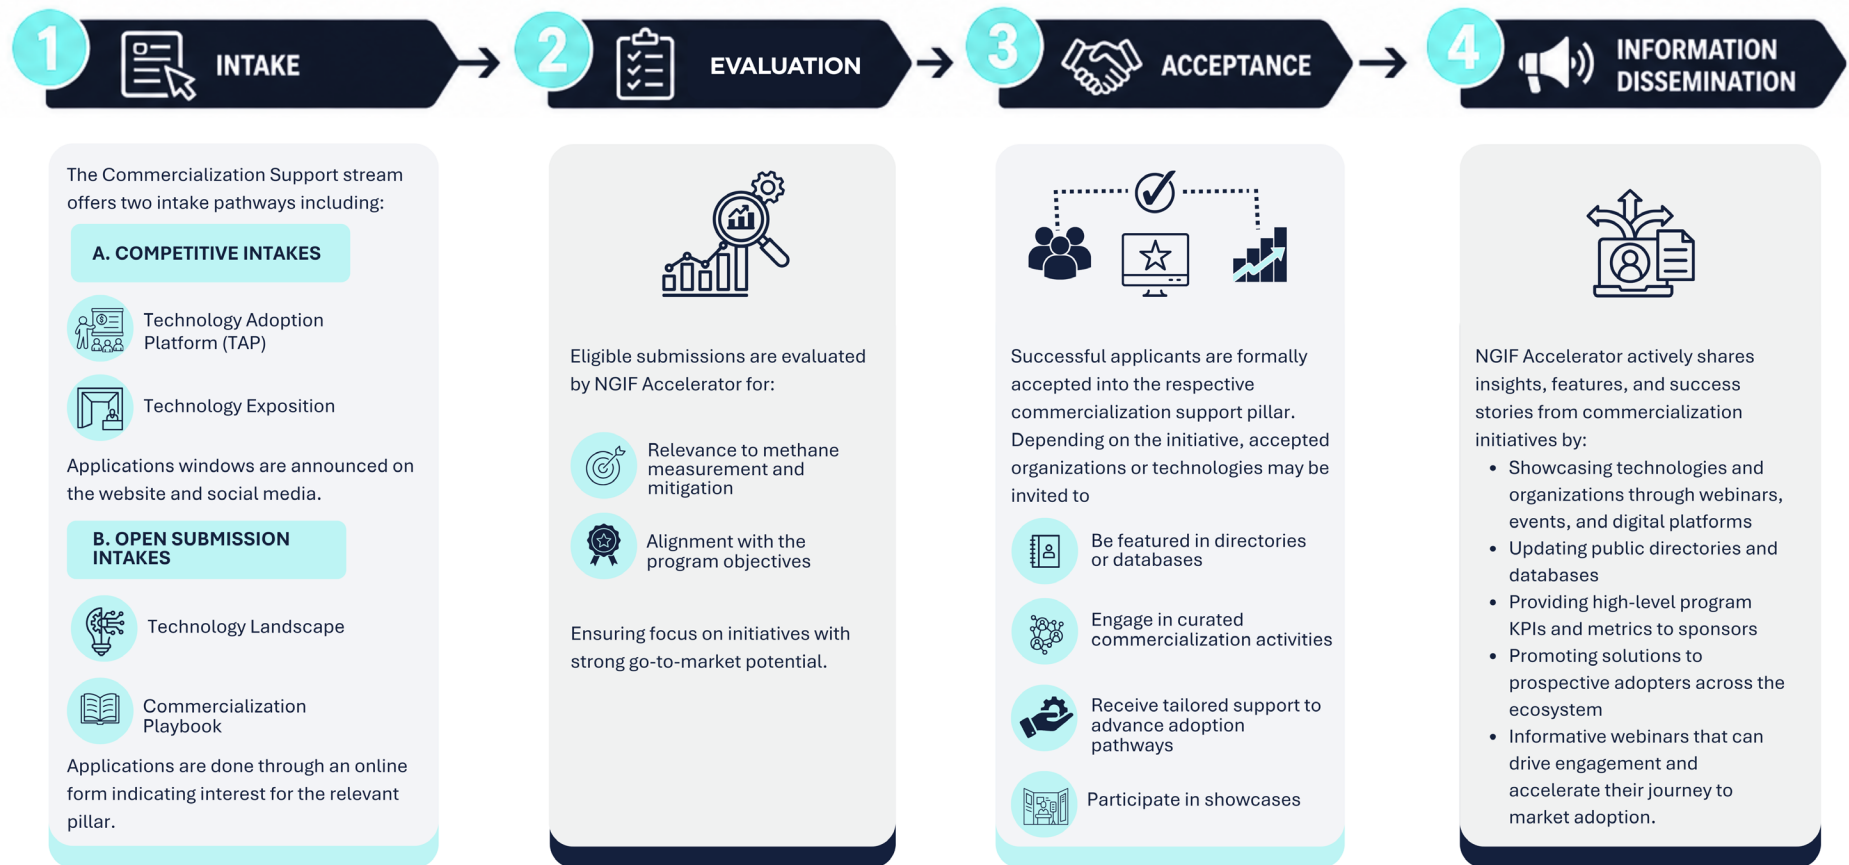 1
INTAKE
2
EVALUATION
3
ACCEPTANCE
4
INFORMATION
DISSEMINATION
The Commercialization Support stream
offers two intake pathways including:
A. COMPETITIVE INTAKES
Technology Adoption
Platform (TAP)
Technology Exposition
Applications windows are announced on
the website and social media.
B. OPEN SUBMISSION
INTAKES
Technology Landscape
Commercialization
Playbook
Applications are done through an online
form indicating interest for the relevant
pillar.
Eligible submissions are evaluated
by NGIF Accelerator for:
Relevance to methane
measurement and
mitigation
Alignment with the
program objectives
Ensuring focus on initiatives with
strong go-to-market potential.
Successful applicants are formally
accepted into the respective
commercialization support pillar.
Depending on the initiative, accepted
organizations or technologies may be
invited to
Be featured in directories
or databases
Engage in curated
commercialization activities
Receive tailored support to
advance adoption
pathways
Participate in showcases
NGIF Accelerator actively shares
insights, features, and success
stories from commercialization
initiatives by:
• Showcasing technologies and
organizations through webinars,
events, and digital platforms
• Updating public directories and
databases
• Providing high-level program
KPIs and metrics to sponsors
• Promoting solutions to
prospective adopters across the
ecosystem
• Informative webinars that can
drive engagement and
accelerate their journey to
market adoption.